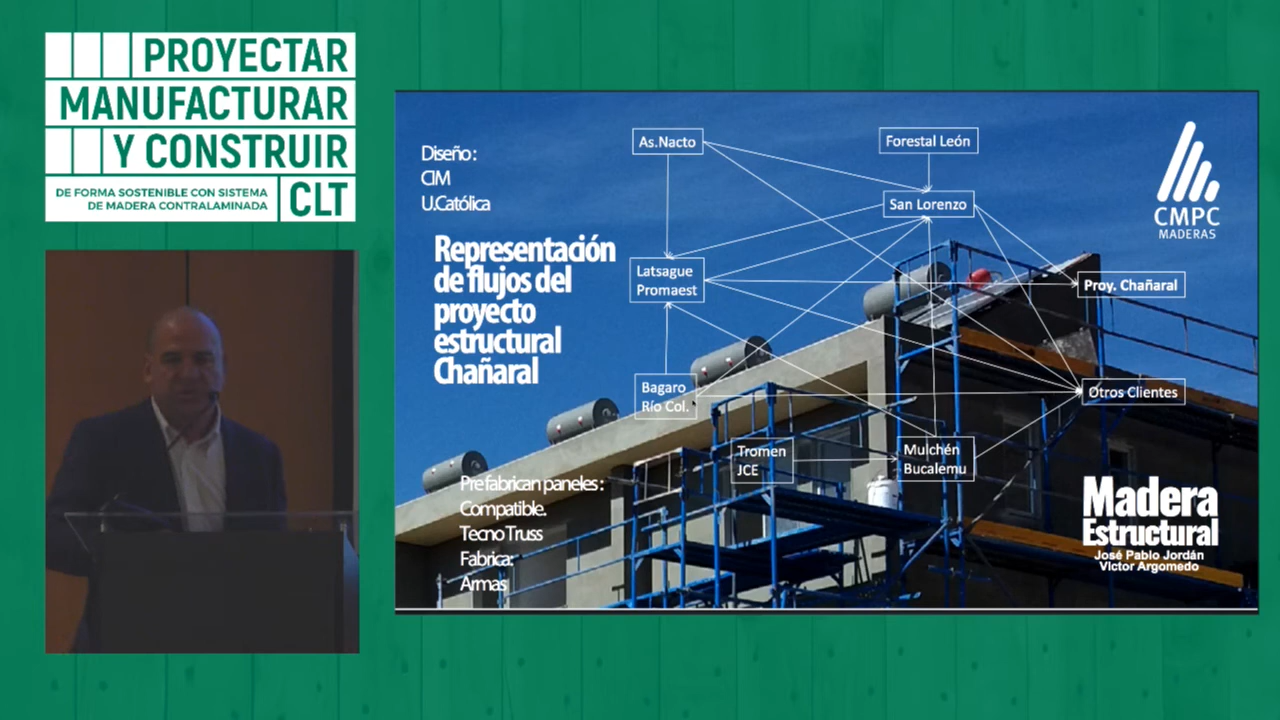 PROYECTAR
MANUFACTURAR
Y CONSTRUIR
DE FORMA SOSTENIBLE CON SISTEMA
DE MADERA CONTRALAMINADA
CLT
Diseño:
CIM
U.Católica
Representación
de flujos del
proyecto
estructural
Chañaral
Prefabrican paneles:
Compatible.
Tecno Truss
Fabrica:
Armas
As.Nacto
Forestal León
San Lorenzo
Latsague
Promaest
Proy. Chañaral
Bagaro
Río Col.
Otros Clientes
Tromen
JCE
Mulchén
Bucalemu
CMPC
MADERAS
Madera
Estructural
José Pablo Jordán
Victor Argomedo